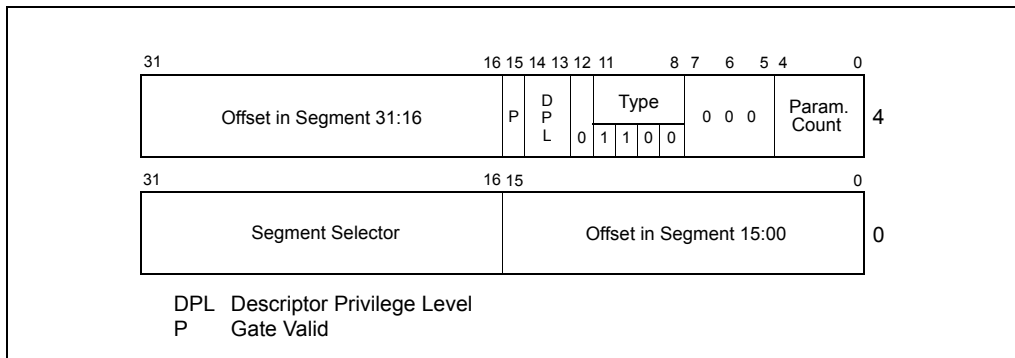 31 16 15 14 13 12 11 8 7 6 5 4 0
Offset in Segment 31:16 P D P L 0 Type 1 1 0 0 0 0 0 Param. Count 4
31 16 15 0
Segment Selector Offset in Segment 15:00 0
DPL Descriptor Privilege Level
P Gate Valid